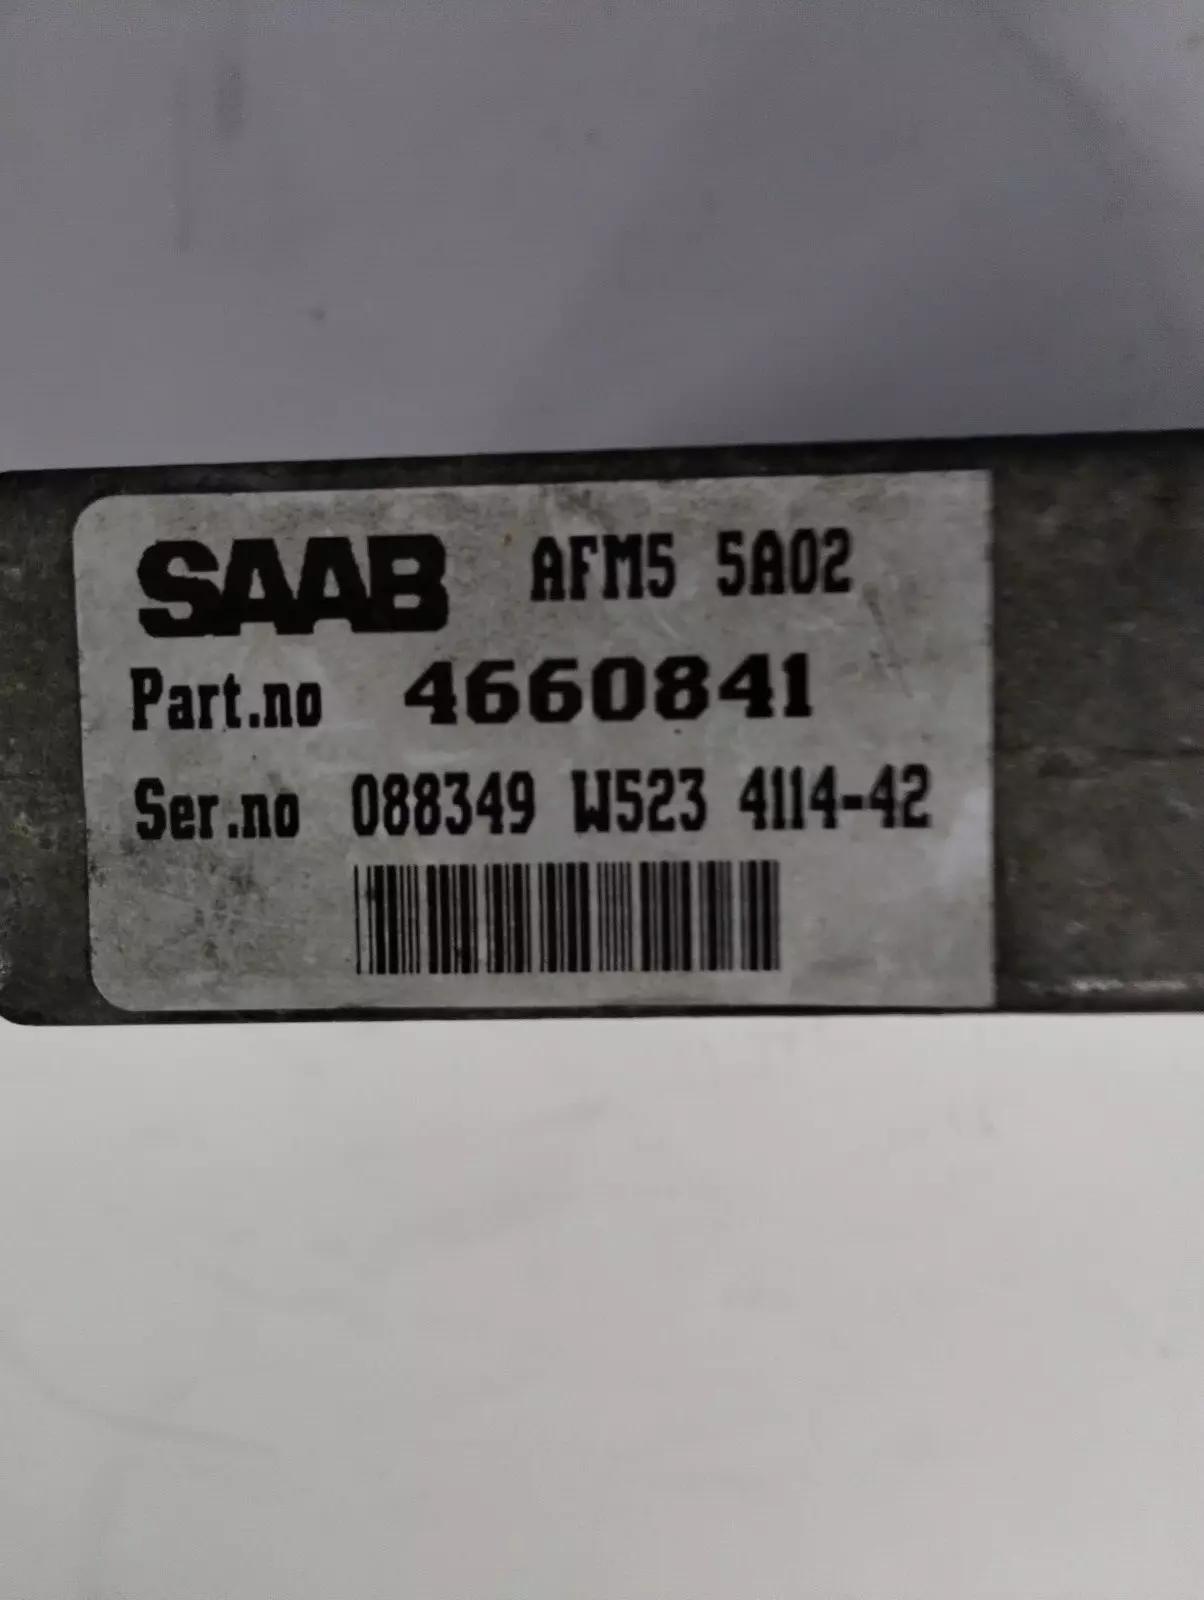 SAAB AFM5 5A02
Part.no 4660841
Ser.no 088349 W523 4114-42